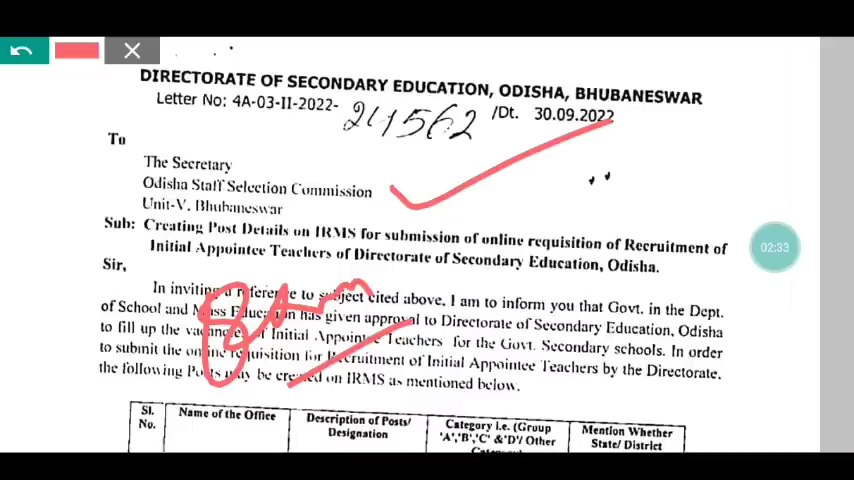 DIRECTORATE OF SECONDARY EDUCATION, ODISHA, BHUBANESWAR
Letter No: 4A-03-II-2022- 241562 /Dt. 30.09.2022
To
The Secretary
Odisha Staff Selection Commission
Unit-V. Bhubaneswar
Sub: Creating Post Details on IRMS for submission of online requisition of Recruitment of
Initial Appointee Teachers of Directorate of Secondary Education, Odisha.
Sir,
02:33
In inviting a reference to subject cited above, I am to inform you that Govt. in the Dept.
of School and Mass Education has given approval to Directorate of Secondary Education, Odisha
to fill up the vacancies of Initial Appointee Teachers for the Govt. Secondary schools. In order
to submit the online requisition for Recruitment of Initial Appointee Teachers by the Directorate.
the following Posts may be created on IRMS as mentioned below.
Sl. No.
Name of the Office
Description of Posts/ Designation
Category i.e. (Group 'A','B','C' &'D'/ Other
Mention Whether State/ District